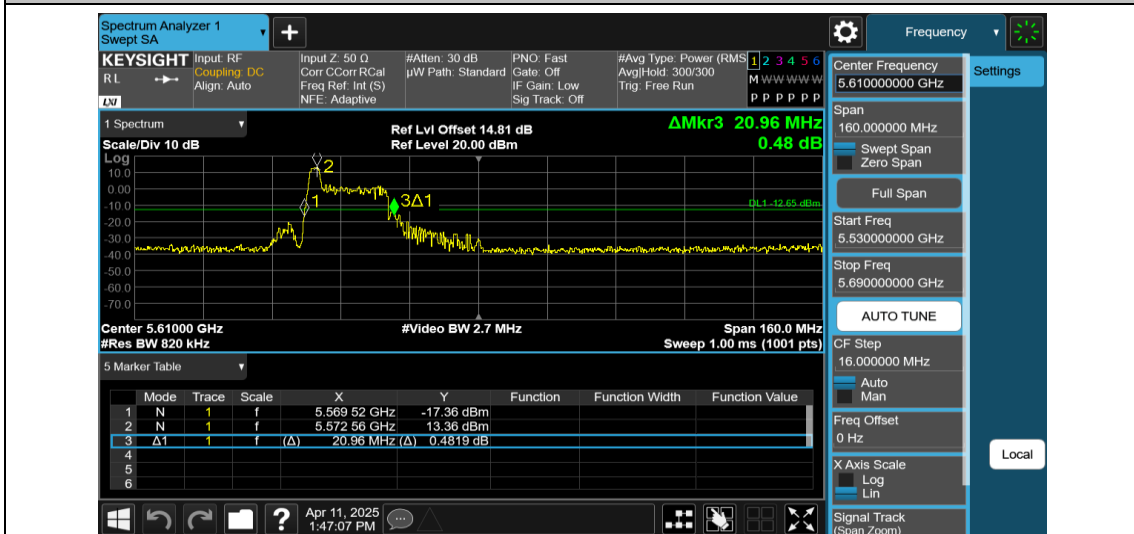 Spectrum Analyzer 1
Swept SA
+
Frequency
KEYSIGHT
Input: RF
Input Z: 50 Ω
#Atten: 30 dB
PNO: Fast
#Avg Type: Power (RMS
1 2 3 4 5 6
R L
Coupling: DC
Corr CCorr RCal
µW Path: Standard
Gate: Off
Avg|Hold: 300/300
M W W W W W
Align: Auto
Freq Ref: Int (S)
IF Gain: Low
Trig: Free Run
LXI
NFE: Adaptive
Sig Track: Off
P P P P P P
1 Spectrum
Ref Lvl Offset 14.81 dB
ΔMkr3 20.96 MHz
Scale/Div 10 dB
Ref Level 20.00 dBm
0.48 dB
Log
10.0
0.00
-10.0
-20.0
-30.0
-40.0
-50.0
-60.0
-70.0
2
1
3Δ1
DL1 -12.65 dBm
Center 5.61000 GHz
#Video BW 2.7 MHz
Span 160.0 MHz
#Res BW 820 kHz
Sweep 1.00 ms (1001 pts)
5 Marker Table
Mode Trace Scale X Y Function Function Width Function Value
1 N 1 f 5.569 52 GHz -17.36 dBm
2 N 1 f 5.572 56 GHz 13.36 dBm
3 Δ1 1 f (Δ) 20.96 MHz (Δ) 0.4819 dB
4
5
6
Apr 11, 2025
1:47:07 PM
?
Center Frequency
5.610000000 GHz
Settings
Span
160.000000 MHz
Swept Span
Zero Span
Full Span
Start Freq
5.530000000 GHz
Stop Freq
5.690000000 GHz
AUTO TUNE
CF Step
16.000000 MHz
Auto
Man
Freq Offset
0 Hz
Local
X Axis Scale
Log
Lin
Signal Track
(Span Zoom)